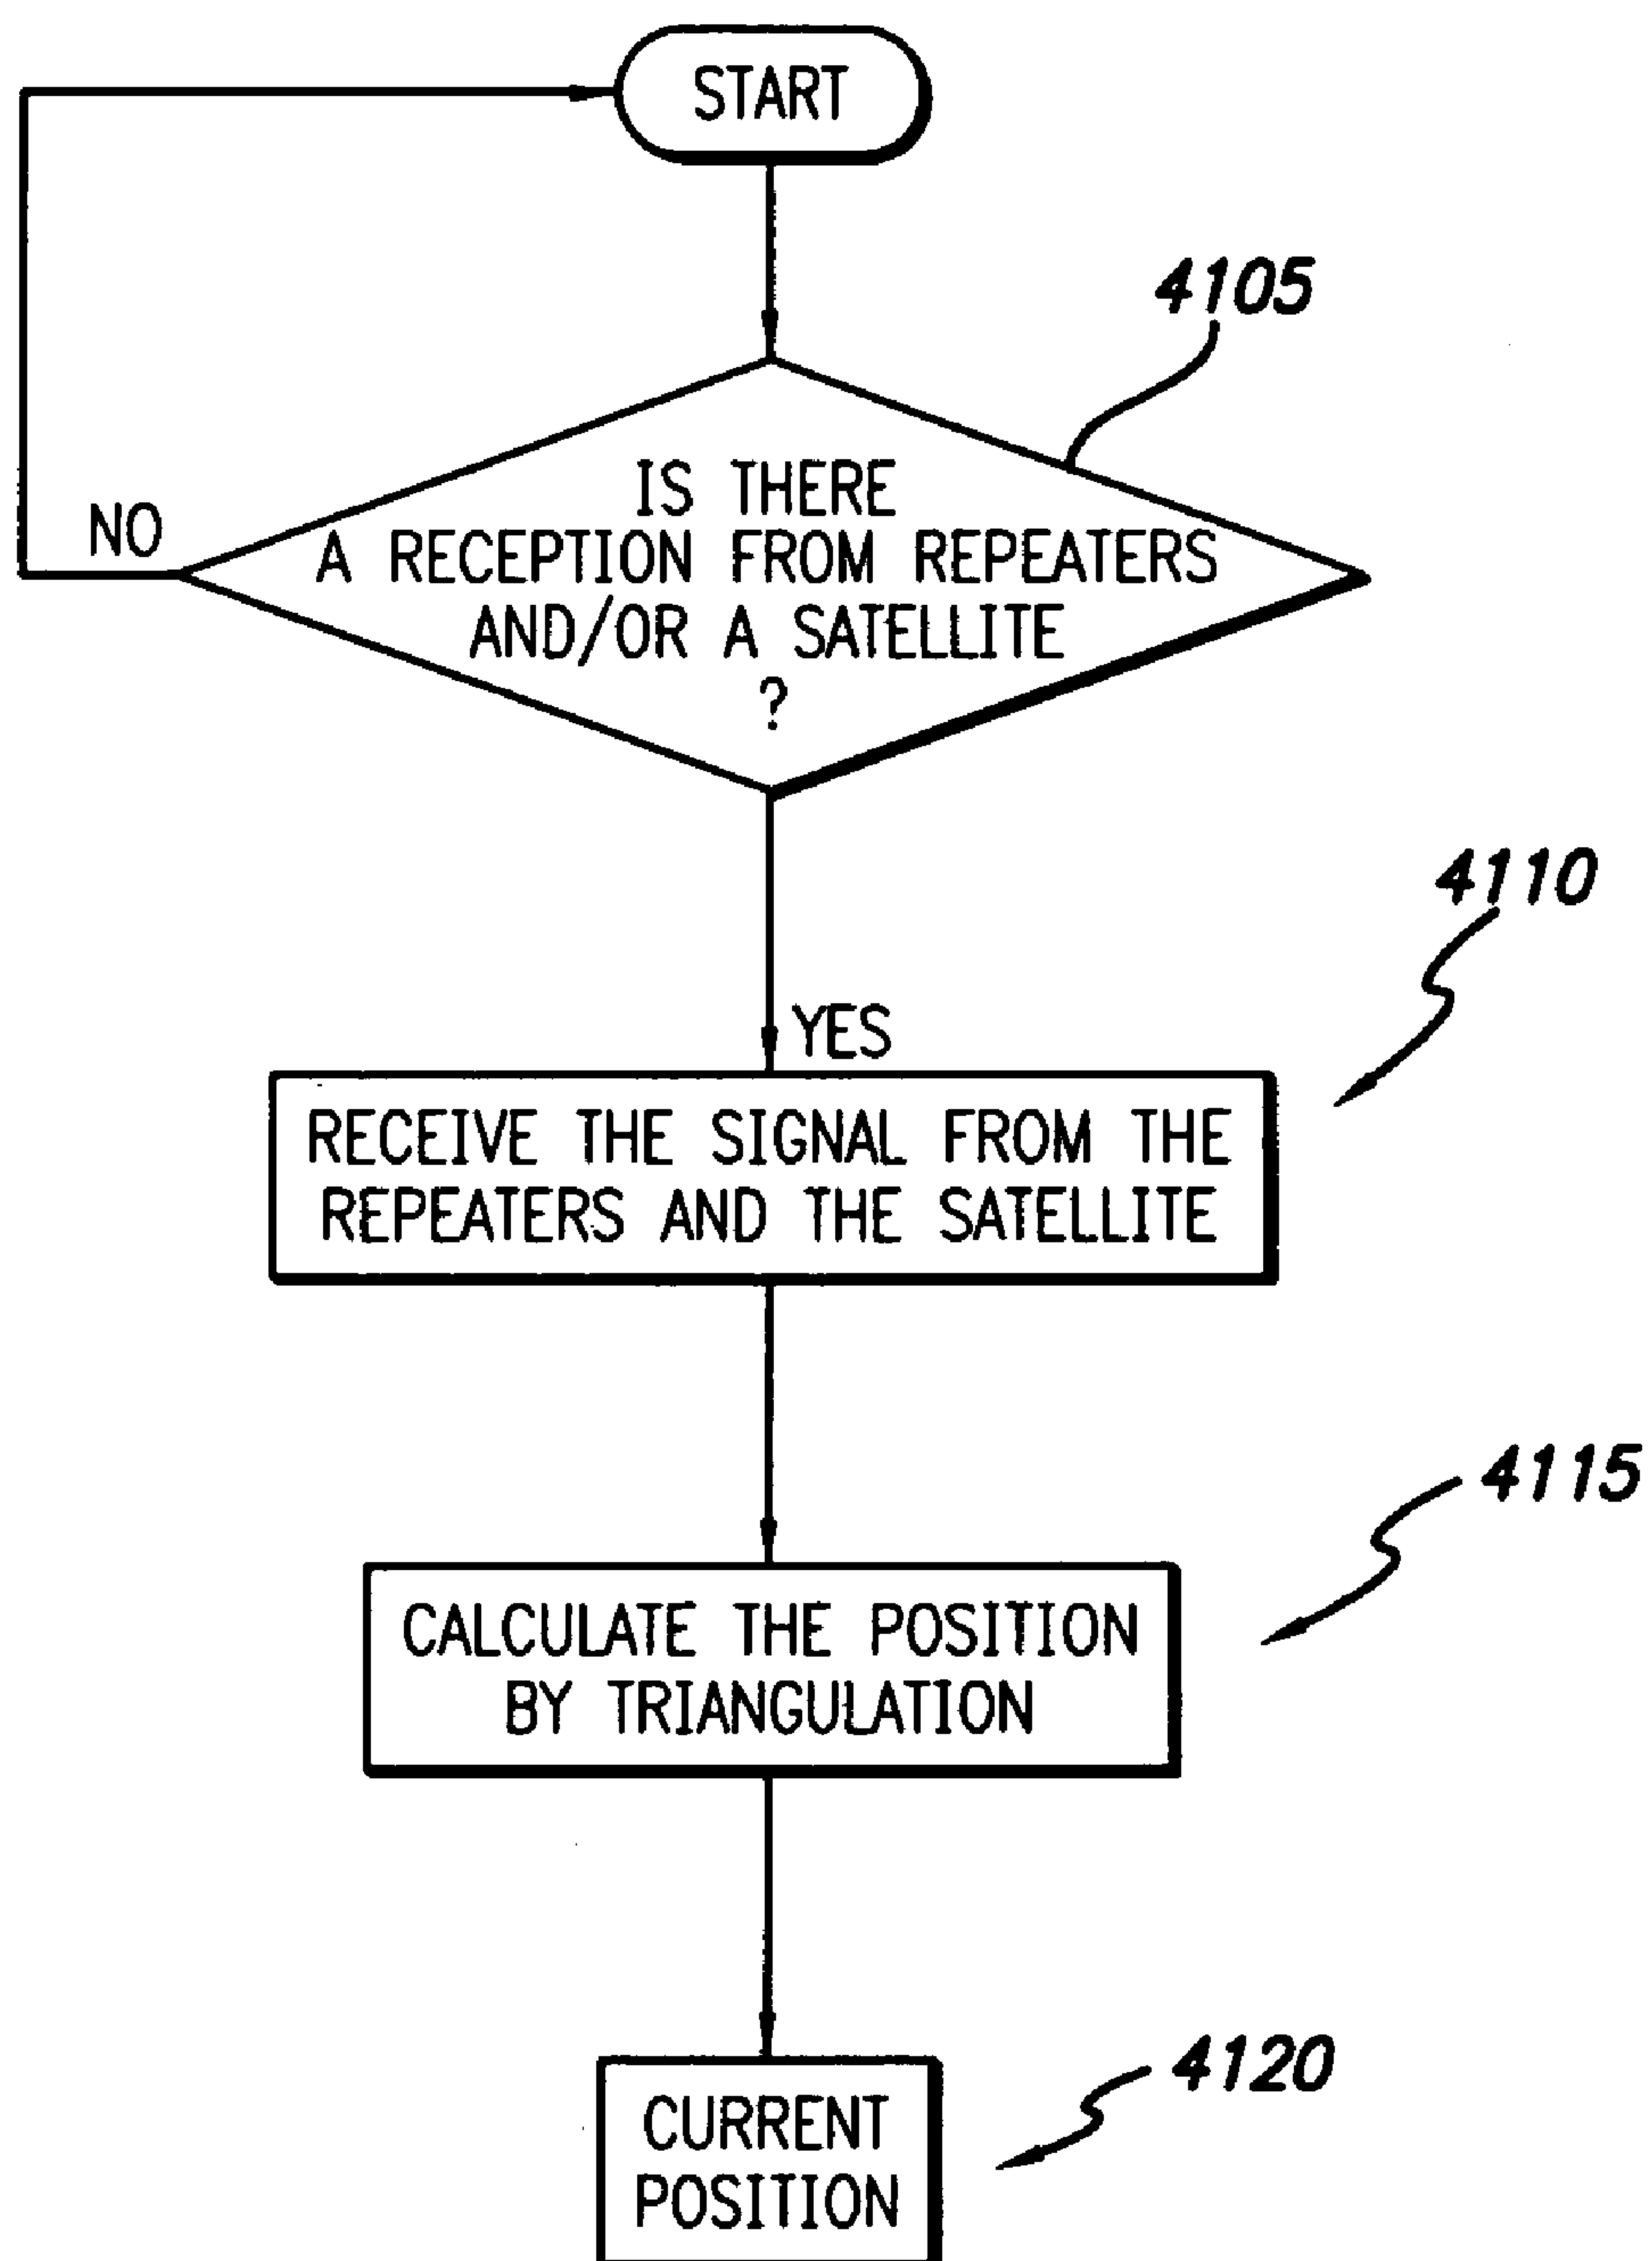 START
4105
IS THERE
A RECEPTION FROM REPEATERS
AND/OR A SATELLITE
?
NO
4110
YES
RECEIVE THE SIGNAL FROM THE
REPEATERS AND THE SATELLITE
4115
CALCULATE THE POSITION
BY TRIANGULATION
4120
CURRENT
POSITION